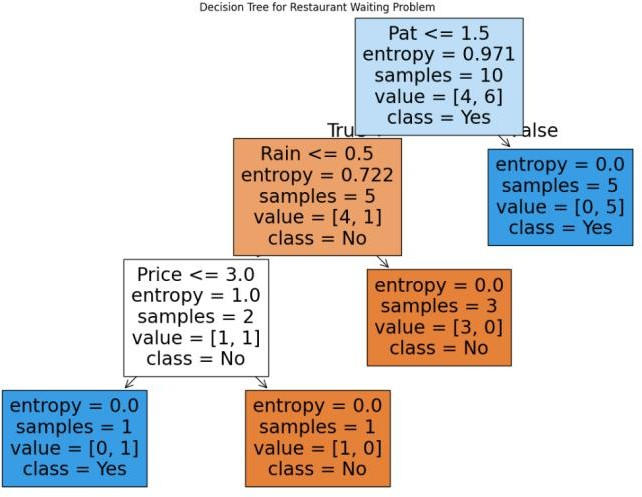 Decision Tree for Restaurant Waiting Problem
Pat <= 1.5
entropy = 0.971
samples = 10
value = [4, 6]
class = Yes
Rain <= 0.5
entropy = 0.722
samples = 5
value = [4, 1]
class = No
entropy = 0.0
samples = 5
value = [0, 5]
class = Yes
Price <= 3.0
entropy = 1.0
samples = 2
value = [1, 1]
class = No
entropy = 0.0
samples = 3
value = [3, 0]
class = No
entropy = 0.0
samples = 1
value = [0, 1]
class = Yes
entropy = 0.0
samples = 1
value = [1, 0]
class = No